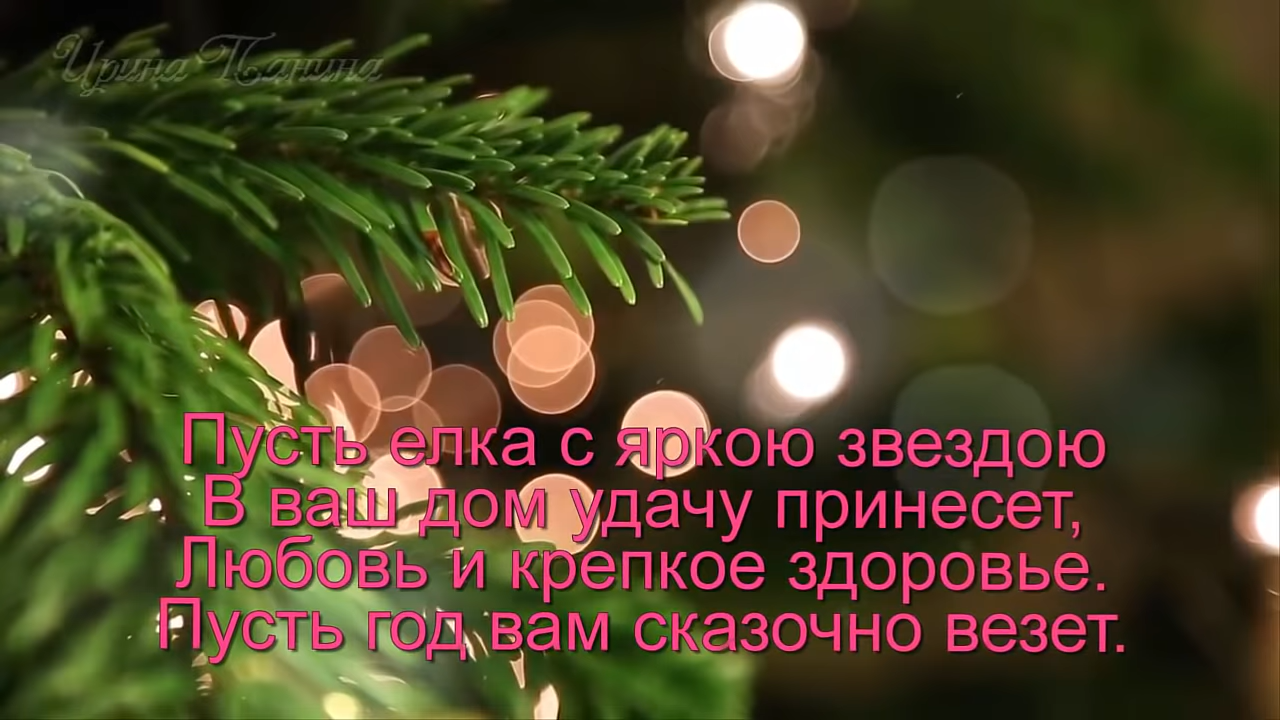 Ирина Панина
Пусть елка с яркою звездою
В ваш дом удачу принесет,
Любовь и крепкое здоровье.
Пусть год вам сказочно везет.